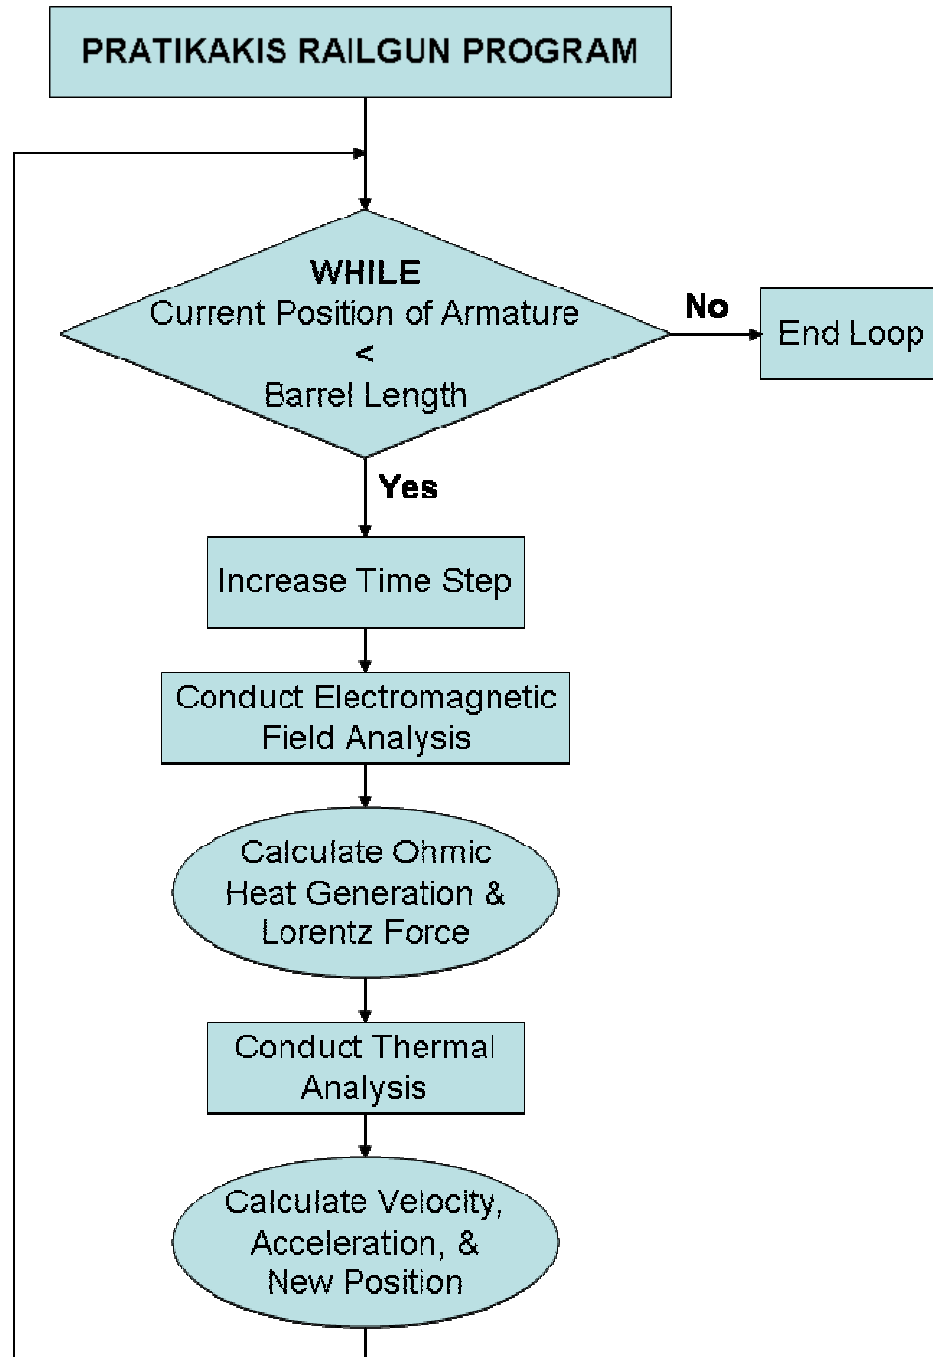 PRATIKAKIS RAILGUN PROGRAM
WHILE
Current Position of Armature
<
Barrel Length
No
End Loop
Yes
Increase Time Step
Conduct Electromagnetic
Field Analysis
Calculate Ohmic
Heat Generation &
Lorentz Force
Conduct Thermal
Analysis
Calculate Velocity,
Acceleration, &
New Position